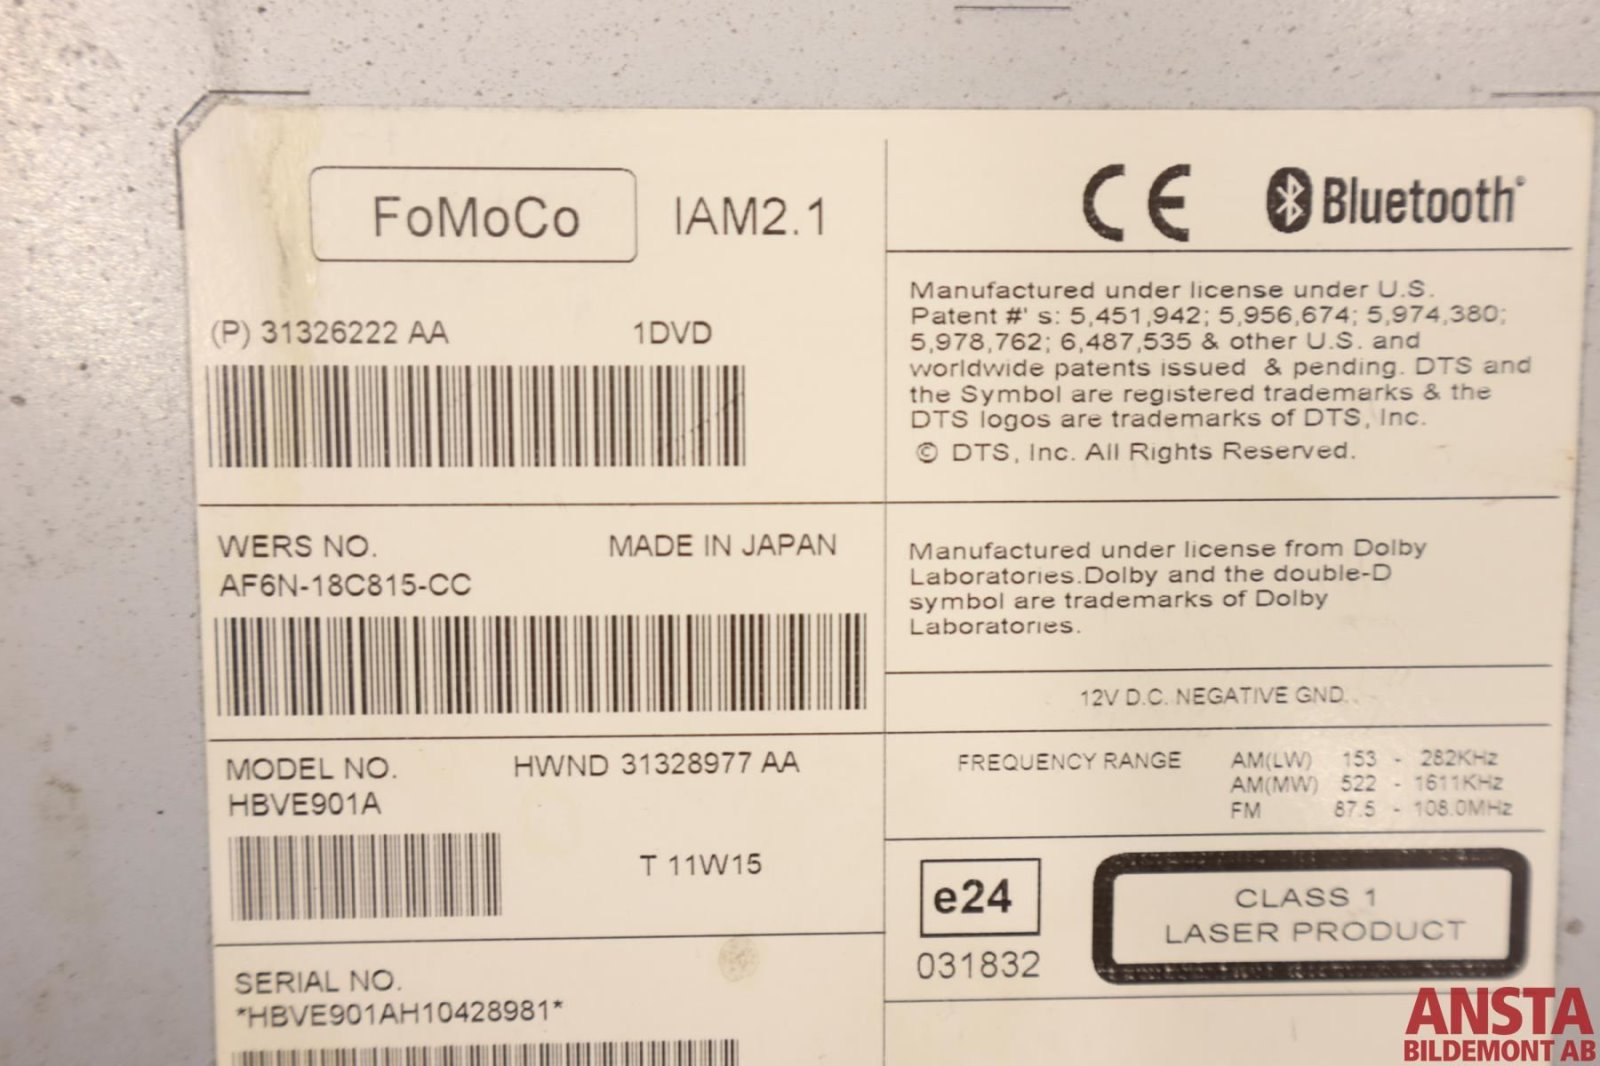 FoMoCo IAM2.1
(P) 31326222 AA 1DVD
WERS NO. MADE IN JAPAN
AF6N-18C815-CC
MODEL NO. HWND 31328977 AA
HBVE901A
T 11W15
SERIAL NO.
*HBVE901AH10428981*
CE Bluetooth®
Manufactured under license under U.S.
Patent #' s: 5,451,942; 5,956,674; 5,974,380;
5,978,762; 6,487,535 & other U.S. and
worldwide patents issued & pending. DTS and
the Symbol are registered trademarks & the
DTS logos are trademarks of DTS, Inc.
© DTS, Inc. All Rights Reserved.
Manufactured under license from Dolby
Laboratories.Dolby and the double-D
symbol are trademarks of Dolby
Laboratories.
12V D.C. NEGATIVE GND.
FREQUENCY RANGE AM(LW) 153 - 282KHz
AM(MW) 522 - 1611KHz
FM 87.5 - 108.0MHz
e24
031832
CLASS 1
LASER PRODUCT
ANSTA
BILDEMONT AB